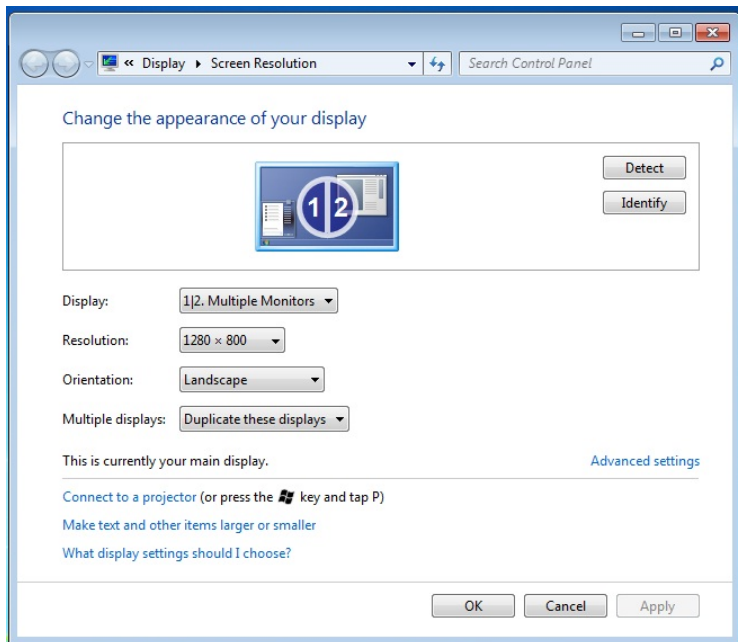 « Display ▸ Screen Resolution
Search Control Panel
Change the appearance of your display
1|2
Detect
Identify
Display: 1|2. Multiple Monitors
Resolution: 1280 × 800
Orientation: Landscape
Multiple displays: Duplicate these displays
This is currently your main display. Advanced settings
Connect to a projector (or press the key and tap P)
Make text and other items larger or smaller
What display settings should I choose?
OK Cancel Apply